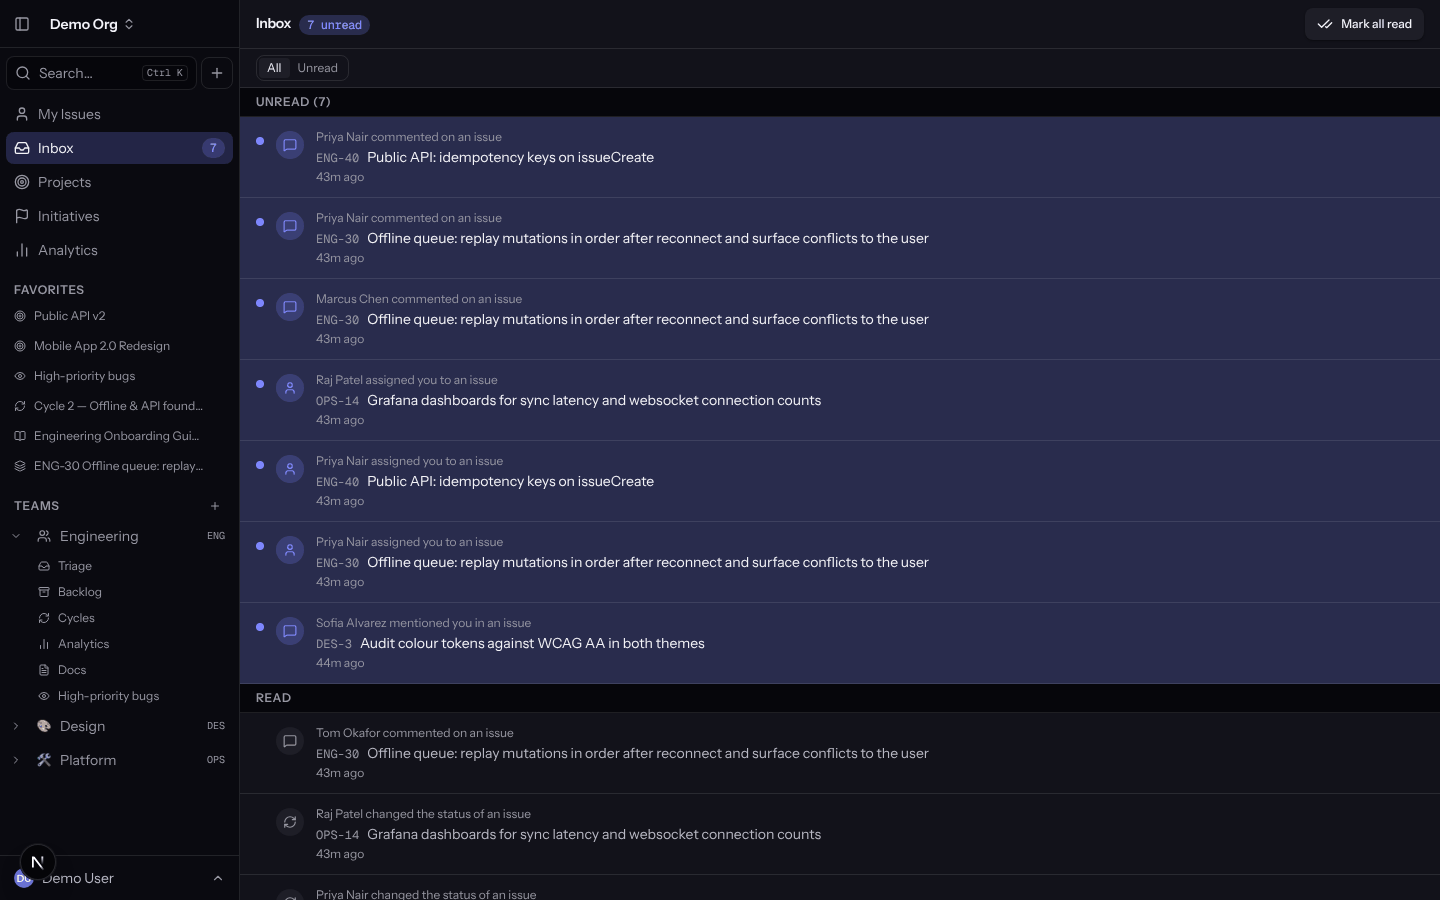 Demo Org
Search...
Ctrl K
My Issues
Inbox
7
Projects
Initiatives
Analytics
FAVORITES
Public API v2
Mobile App 2.0 Redesign
High-priority bugs
Cycle 2 — Offline & API found...
Engineering Onboarding Gui...
ENG-30 Offline queue: replay...
TEAMS
Engineering
ENG
Triage
Backlog
Cycles
Analytics
Docs
High-priority bugs
Design
DES
Platform
OPS
N
Demo User
Inbox
7 unread
Mark all read
All
Unread
UNREAD (7)
Priya Nair commented on an issue
ENG-40 Public API: idempotency keys on issueCreate
43m ago
Priya Nair commented on an issue
ENG-30 Offline queue: replay mutations in order after reconnect and surface conflicts to the user
43m ago
Marcus Chen commented on an issue
ENG-30 Offline queue: replay mutations in order after reconnect and surface conflicts to the user
43m ago
Raj Patel assigned you to an issue
OPS-14 Grafana dashboards for sync latency and websocket connection counts
43m ago
Priya Nair assigned you to an issue
ENG-40 Public API: idempotency keys on issueCreate
43m ago
Priya Nair assigned you to an issue
ENG-30 Offline queue: replay mutations in order after reconnect and surface conflicts to the user
43m ago
Sofia Alvarez mentioned you in an issue
DES-3 Audit colour tokens against WCAG AA in both themes
44m ago
READ
Tom Okafor commented on an issue
ENG-30 Offline queue: replay mutations in order after reconnect and surface conflicts to the user
43m ago
Raj Patel changed the status of an issue
OPS-14 Grafana dashboards for sync latency and websocket connection counts
43m ago
Priya Nair changed the status of an issue